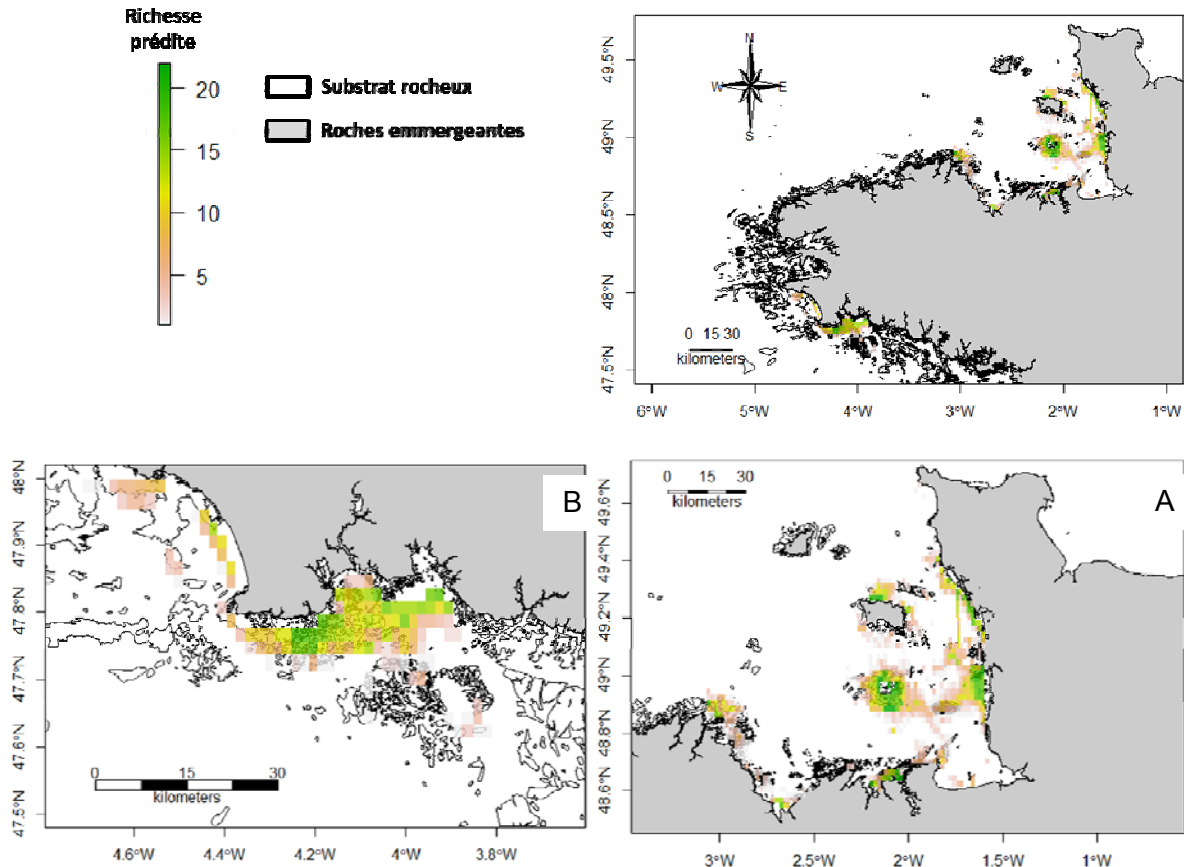 Richesse
prédite
20
15
10
5
Substrat rocheux
Roches emmergeantes
N
W E
S
49.5°N
49°N
48.5°N
48°N
47.5°N
0 15 30
kilometers
6°W 5°W 4°W 3°W 2°W 1°W
B
48°N
47.9°N
47.8°N
47.7°N
47.6°N
47.5°N
0 15 30
kilometers
4.6°W 4.4°W 4.2°W 4°W 3.8°W
A
0 15 30
kilometers
49.6°N
49.4°N
49.2°N
49°N
48.8°N
48.6°N
3°W 2.5°W 2°W 1.5°W 1°W